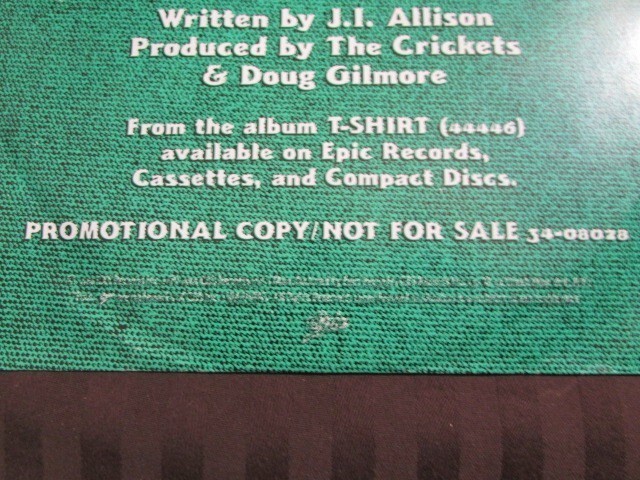 Written by J.I. Allison
Produced by The Crickets
& Doug Gilmore
From the album T-SHIRT (44446)
available on Epic Records,
Cassettes, and Compact Discs.
PROMOTIONAL COPY/NOT FOR SALE 34-08028